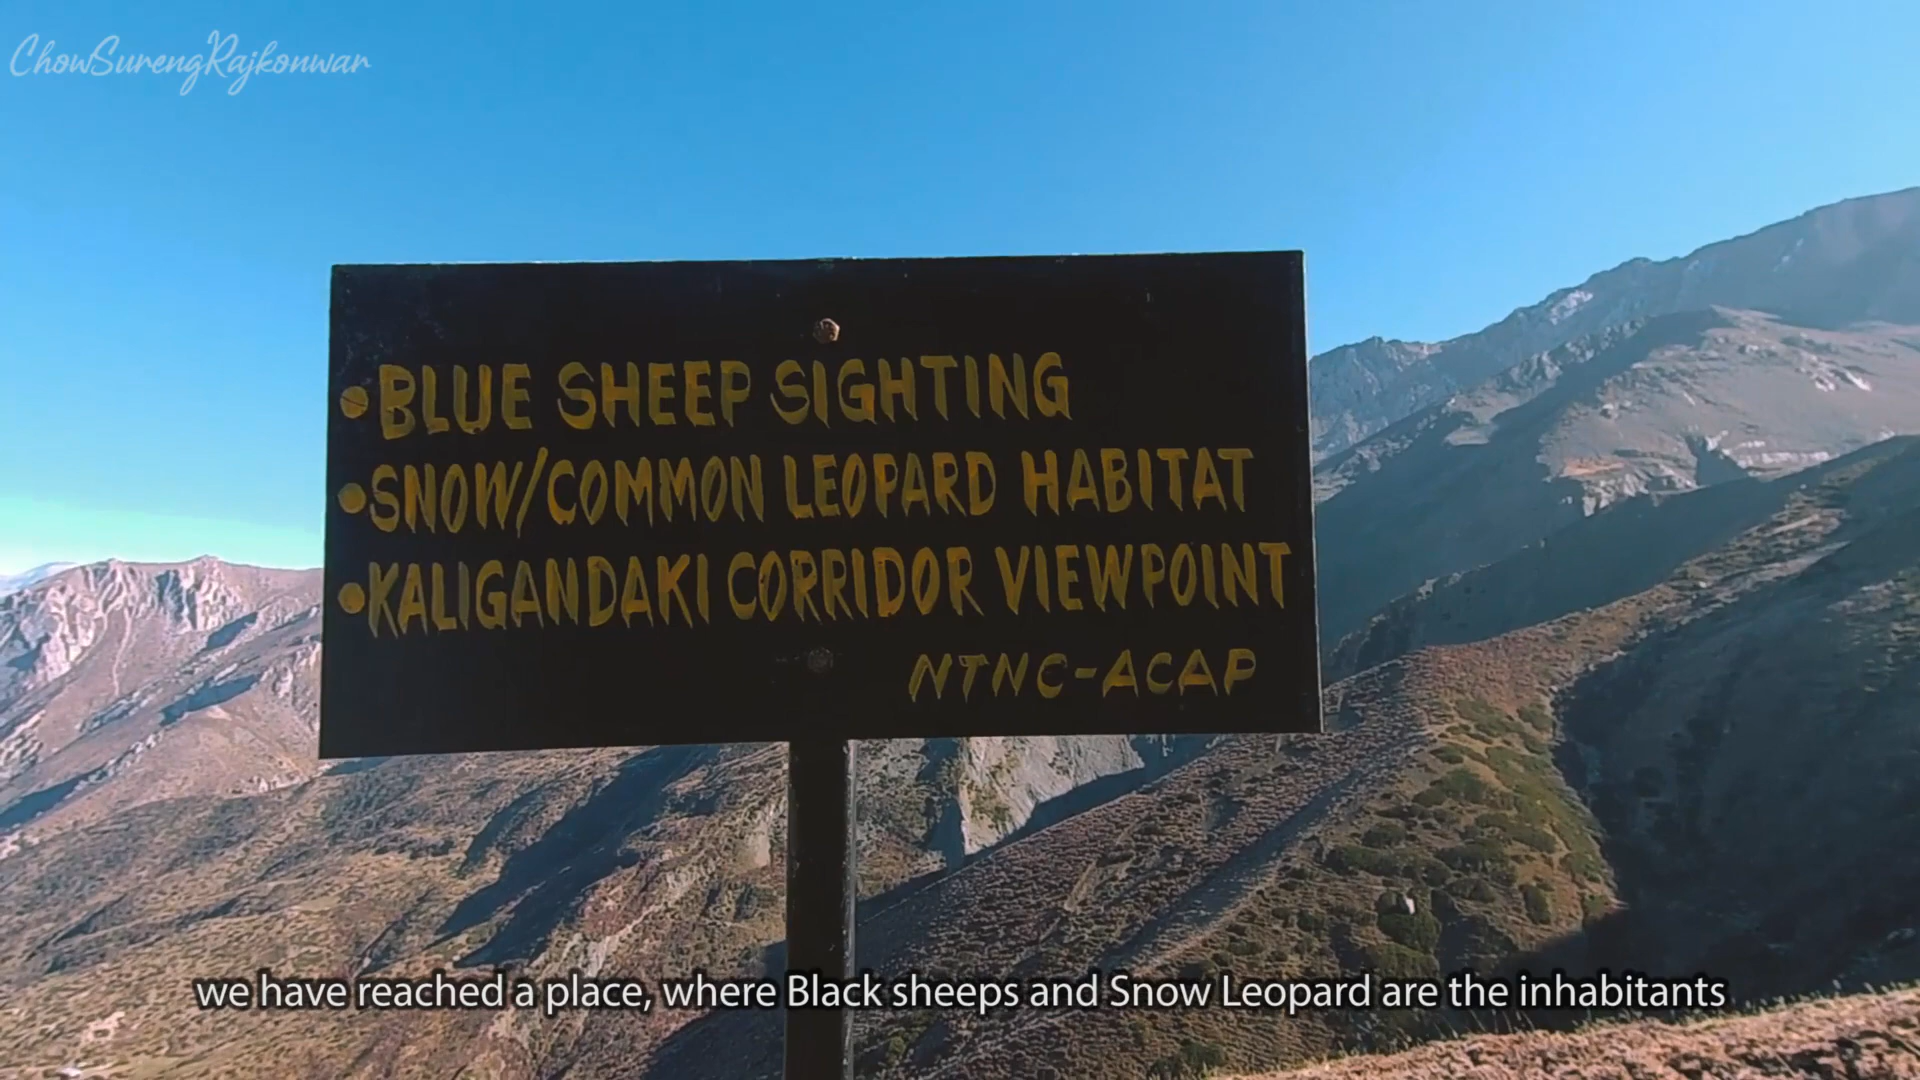 ChowSurengRajkonwar
•BLUE SHEEP SIGHTING
•SNOW/COMMON LEOPARD HABITAT
•KALIGANDAKI CORRIDOR VIEWPOINT
NTNC-ACAP
we have reached a place, where Black sheeps and Snow Leopard are the inhabitants